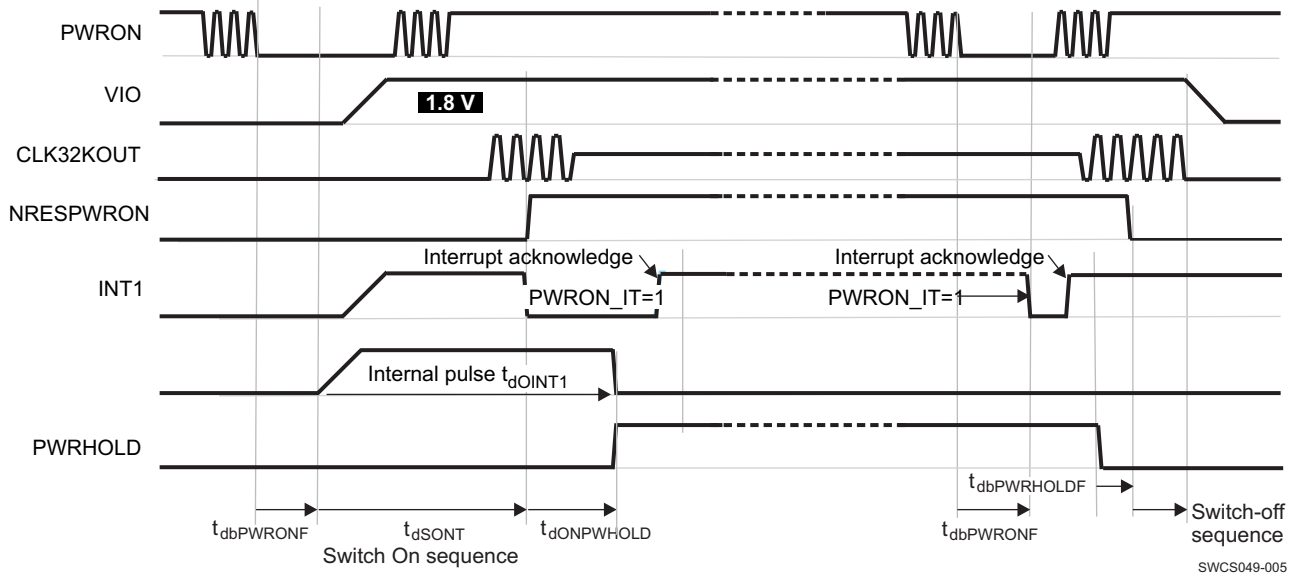 PWRON
VIO
1.8 V
CLK32KOUT
NRESPWRON
Interrupt acknowledge
Interrupt acknowledge
INT1
PWRON_IT=1
PWRON_IT=1
Internal pulse tdOINT1
PWRHOLD
tdbPWRHOLDF
tdbPWRONF
tdSONT
tdONPWHOLD
tdbPWRONF
Switch On sequence
Switch-off
sequence
SWCS049-005